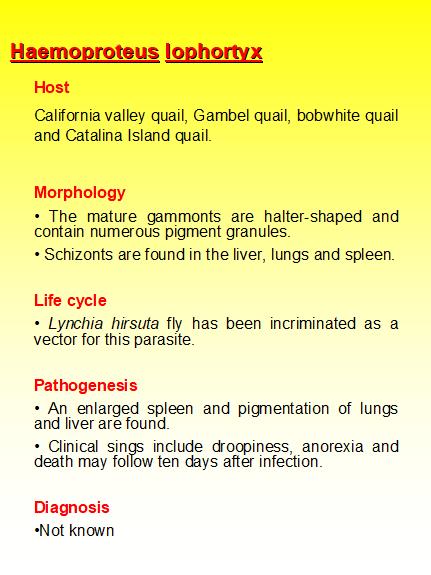 Haemoproteus lophortyx
Host
California valley quail, Gambel quail, bobwhite quail
and Catalina Island quail.
Morphology
• The mature gammonts are halter-shaped and
contain numerous pigment granules.
• Schizonts are found in the liver, lungs and spleen.
Life cycle
• Lynchia hirsuta fly has been incriminated as a
vector for this parasite.
Pathogenesis
• An enlarged spleen and pigmentation of lungs
and liver are found.
• Clinical sings include droopiness, anorexia and
death may follow ten days after infection.
Diagnosis
•Not known